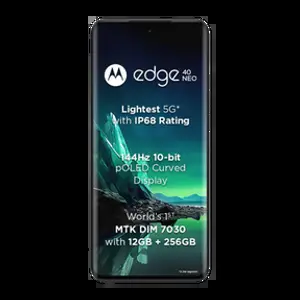 edge 40
NEO
Lightest 5G*
with IP68 Rating
144Hz 10-bit
pOLED Curved
Display
World's 1st
MTK DIM 7030
with 12GB + 256GB